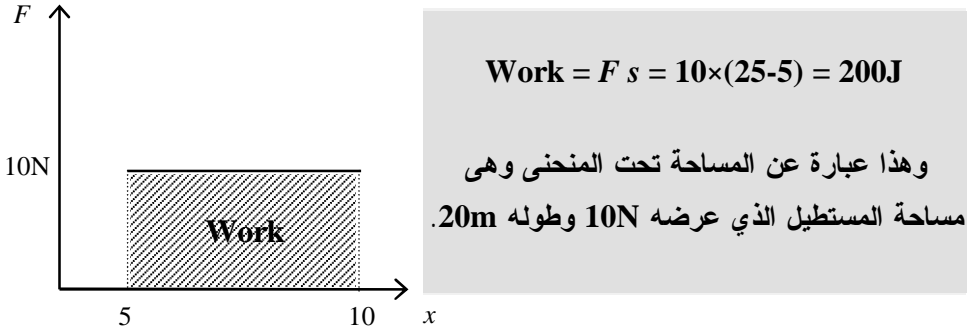 F
10N
Work
5
10
x
Work = F s = 10×(25-5) = 200J
وهذا عبارة عن المساحة تحت المنحنى وهى
مساحة المستطيل الذي عرضه 10N وطوله 20m.